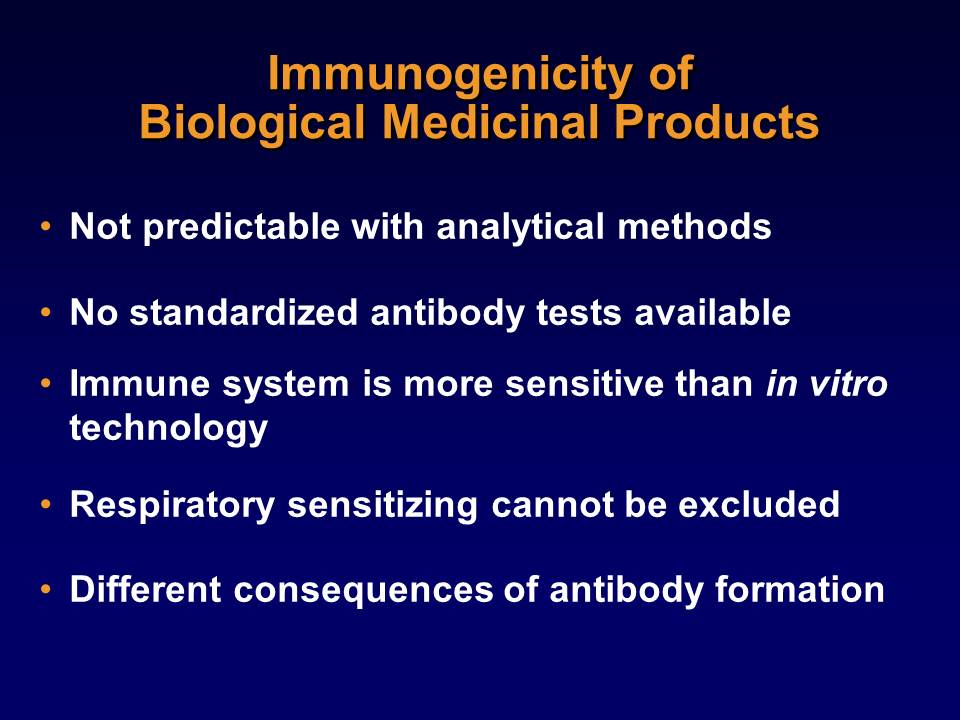 Immunogenicity of
Biological Medicinal Products
• Not predictable with analytical methods
• No standardized antibody tests available
• Immune system is more sensitive than in vitro
technology
• Respiratory sensitizing cannot be excluded
• Different consequences of antibody formation